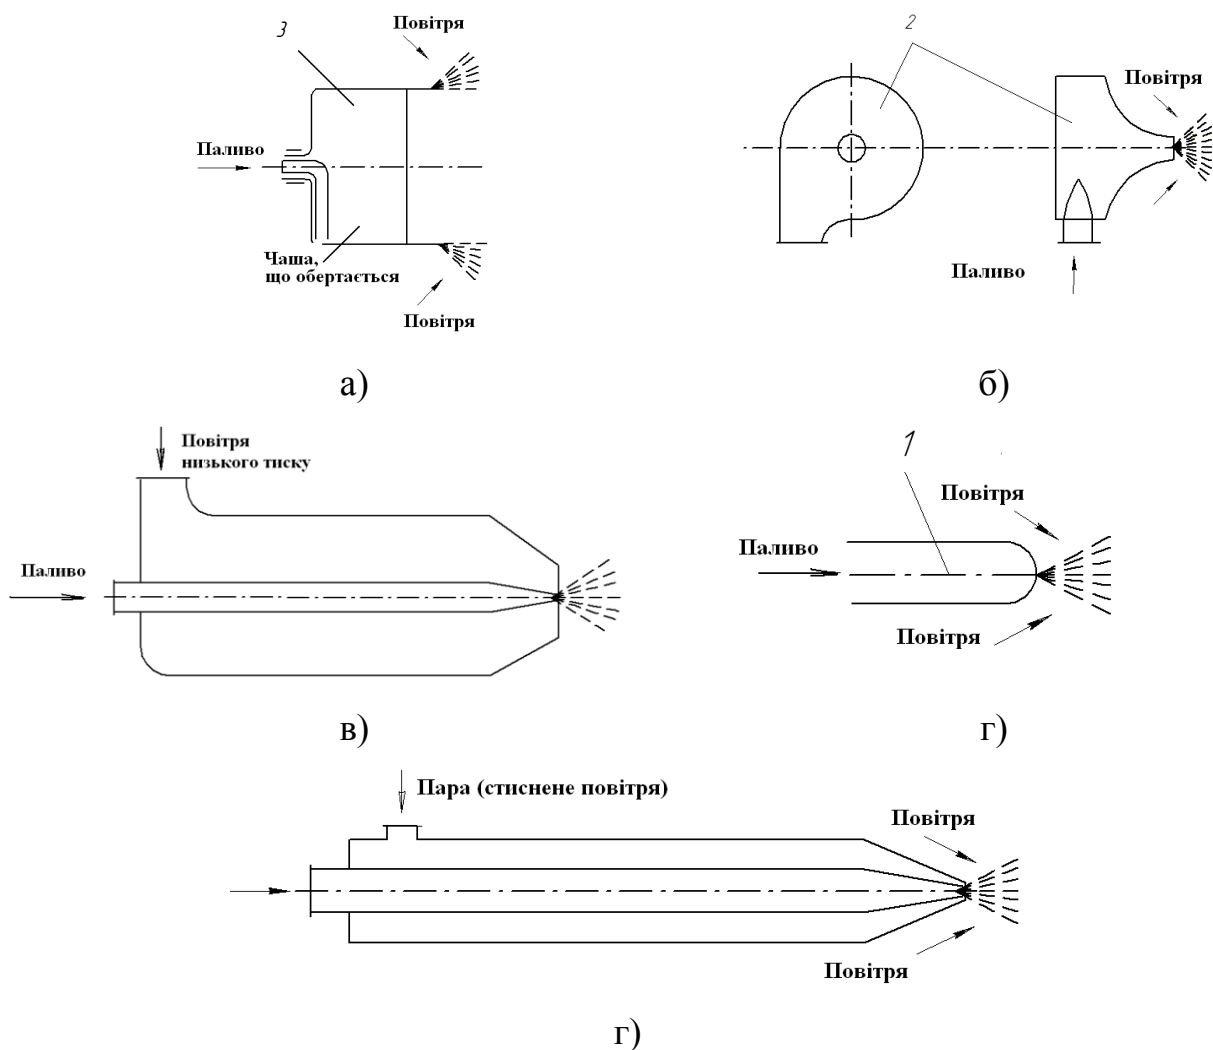 3
Повітря
Паливо
Чаша,
що обертається
Повітря
а)
2
Повітря
Паливо
б)
Повітря
низького тиску
Паливо
в)
1
Повітря
Паливо
Повітря
г)
Пара (стиснене повітря)
Повітря
Повітря
г)